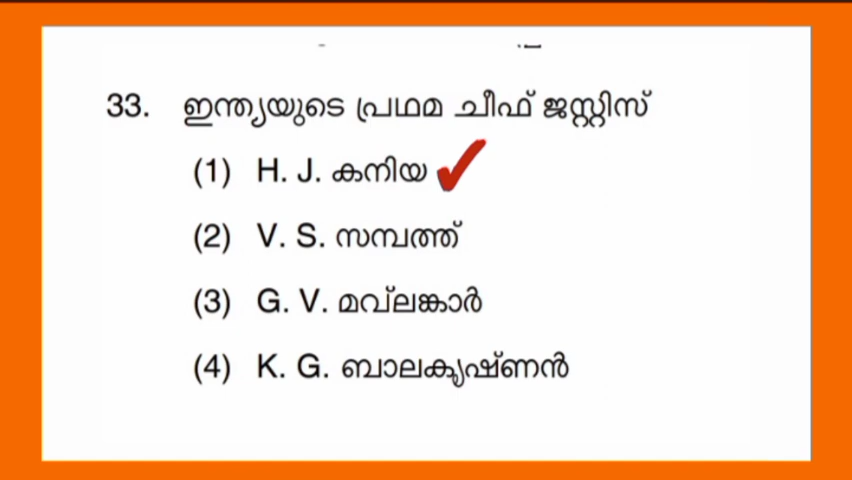 33. ഇന്ത്യയുടെ പ്രഥമ ചീഫ് ജസ്റ്റിസ്
(1) H. J. കനിയ
(2) V. S. സമ്പത്ത്
(3) G. V. മവ്‌ലങ്കാർ
(4) K. G. ബാലകൃഷ്ണൻ